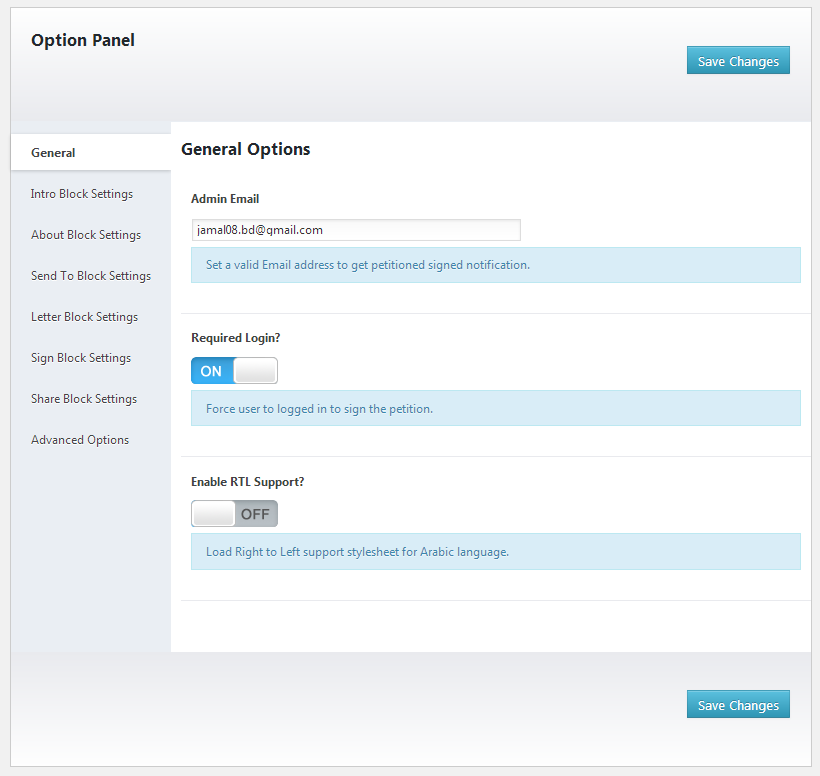 Option Panel
Save Changes
General
Intro Block Settings
About Block Settings
Send To Block Settings
Letter Block Settings
Sign Block Settings
Share Block Settings
Advanced Options
General Options
Admin Email
jamal08.bd@gmail.com
Set a valid Email address to get petitioned signed notification.
Required Login?
ON
Force user to logged in to sign the petition.
Enable RTL Support?
OFF
Load Right to Left support stylesheet for Arabic language.
Save Changes